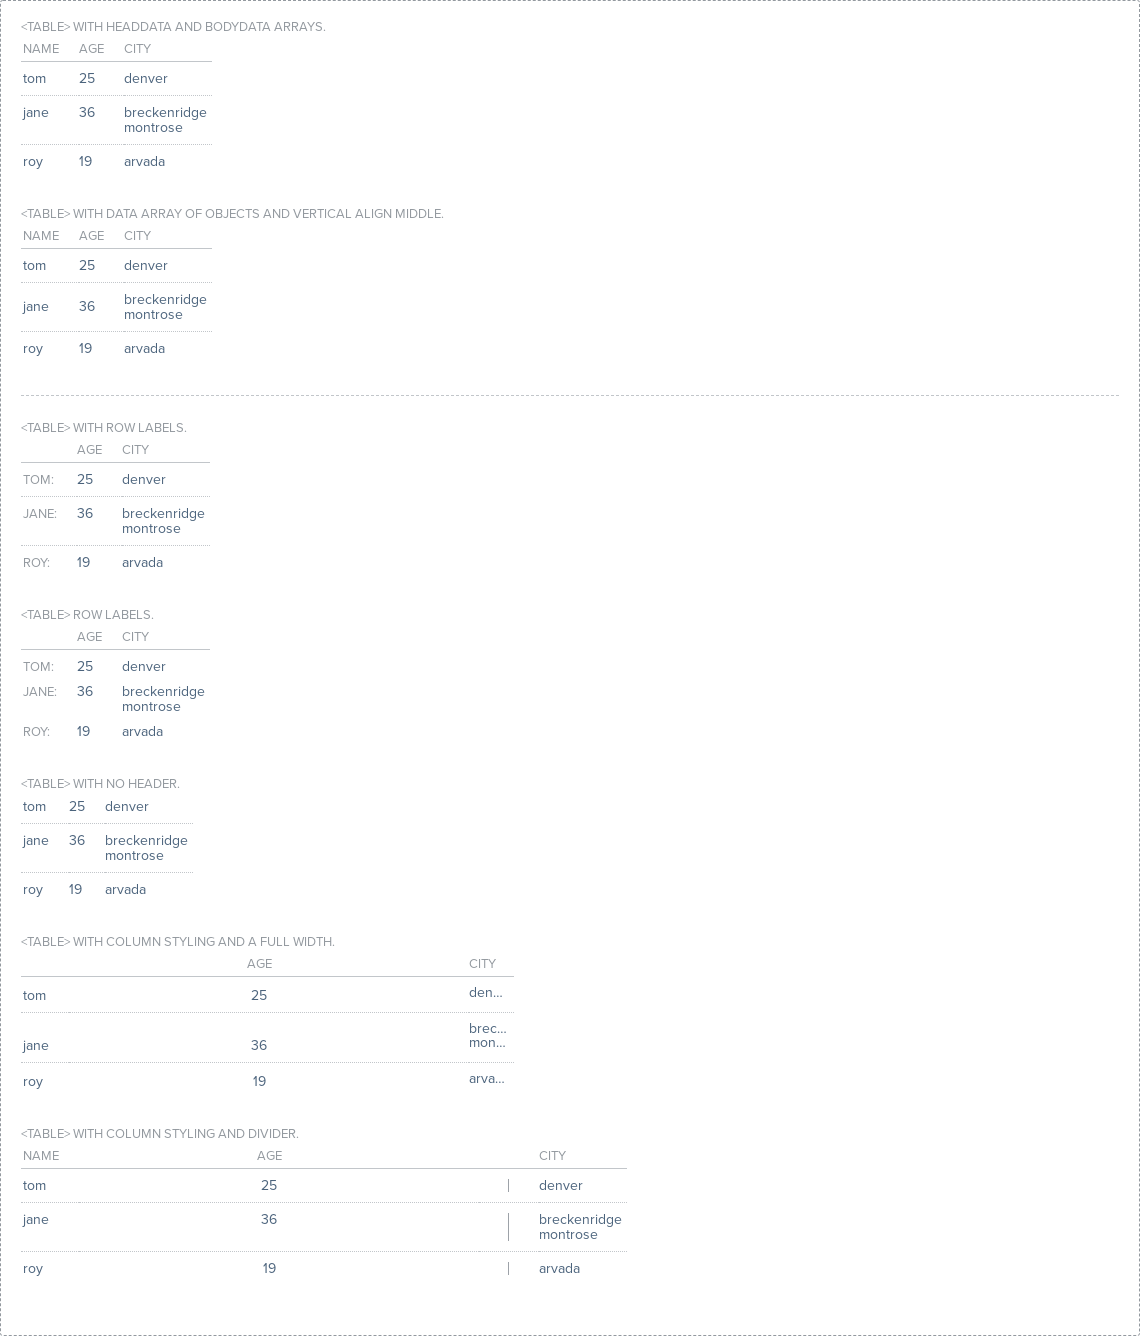 <TABLE> WITH HEADDATA AND BODYDATA ARRAYS.
NAME AGE CITY
tom 25 denver
jane 36 breckenridge
montrose
roy 19 arvada
<TABLE> WITH DATA ARRAY OF OBJECTS AND VERTICAL ALIGN MIDDLE.
NAME AGE CITY
tom 25 denver
jane 36 breckenridge
montrose
roy 19 arvada
<TABLE> WITH ROW LABELS.
AGE CITY
TOM: 25 denver
JANE: 36 breckenridge
montrose
ROY: 19 arvada
<TABLE> ROW LABELS.
AGE CITY
TOM: 25 denver
JANE: 36 breckenridge
montrose
ROY: 19 arvada
<TABLE> WITH NO HEADER.
tom 25 denver
jane 36 breckenridge
montrose
roy 19 arvada
<TABLE> WITH COLUMN STYLING AND A FULL WIDTH.
AGE CITY
tom 25 den...
brec...
jane 36 mon...
roy 19 arva...
<TABLE> WITH COLUMN STYLING AND DIVIDER.
NAME AGE CITY
tom 25 denver
jane 36 breckenridge
montrose
roy 19 arvada